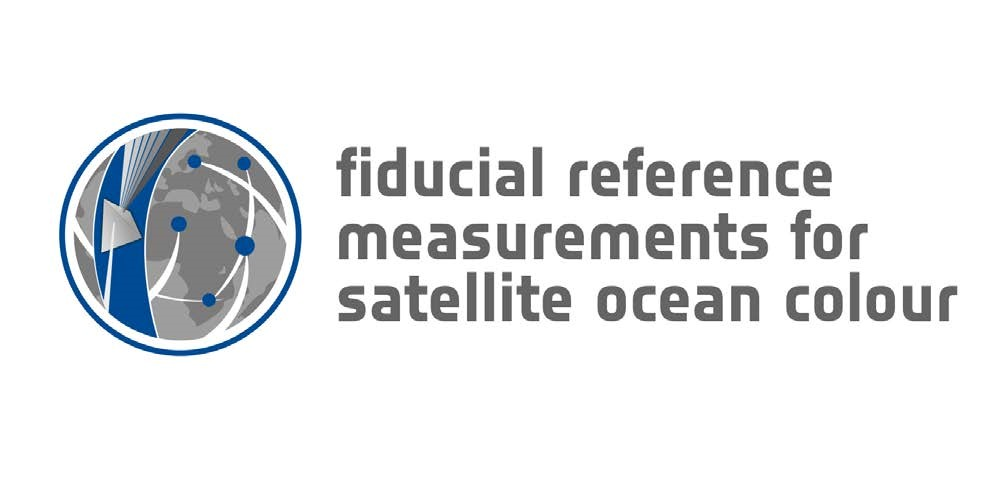 fiducial reference
measurements for
satellite ocean colour